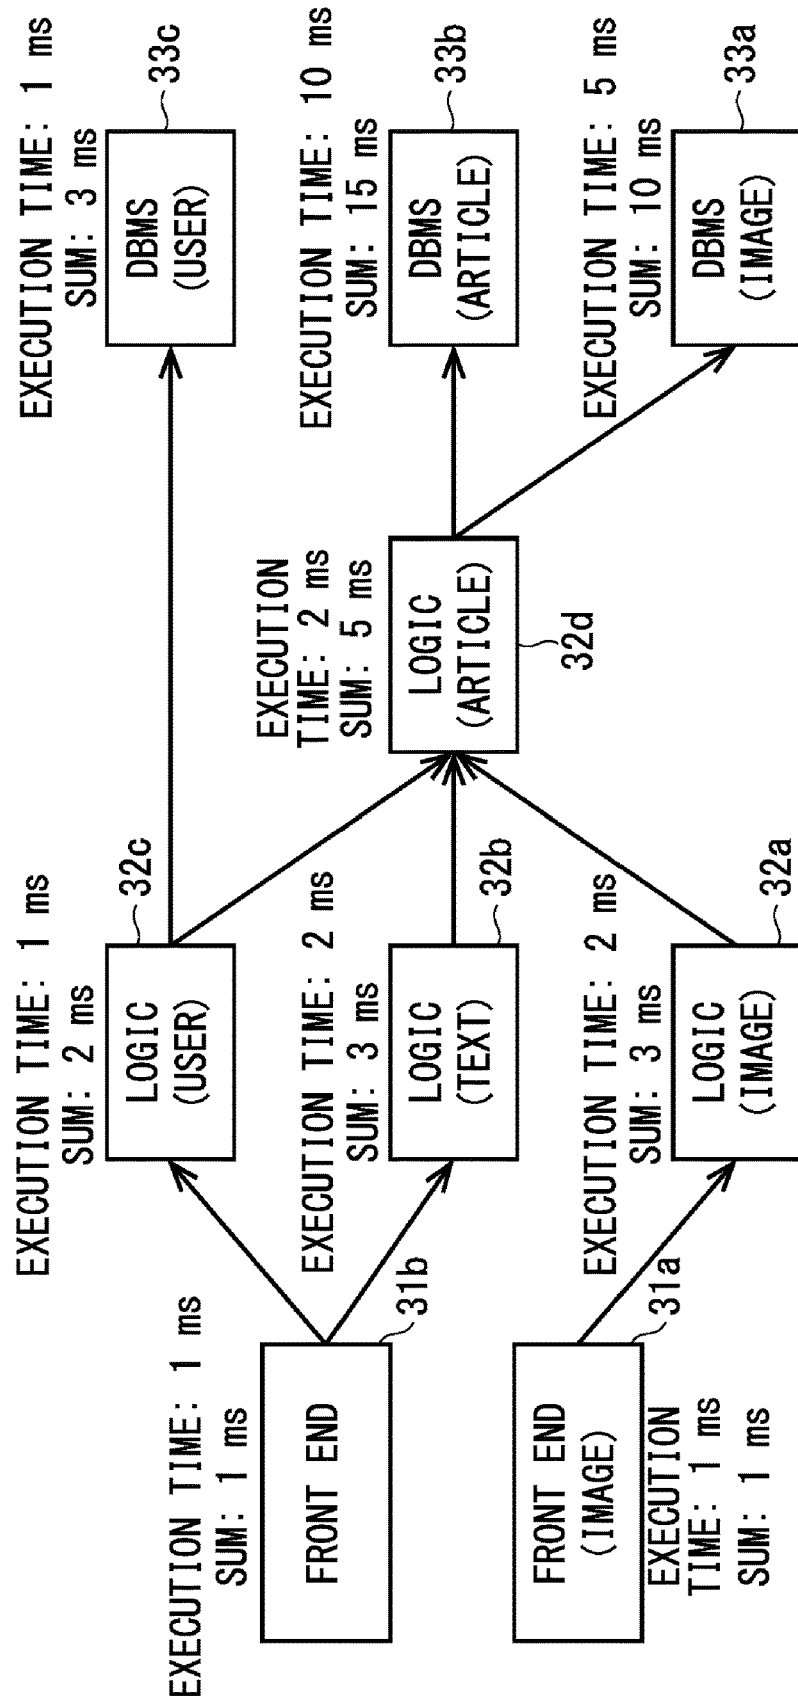 EXECUTION TIME: 1 ms
SUM: 1 ms
FRONT END
31b
FRONT END
(IMAGE)
31a
EXECUTION
TIME: 1 ms
SUM: 1 ms
EXECUTION TIME: 1 ms
SUM: 2 ms
LOGIC
(USER)
32c
EXECUTION TIME: 2 ms
SUM: 3 ms
LOGIC
(TEXT)
32b
EXECUTION TIME: 2 ms
SUM: 3 ms
LOGIC
(IMAGE)
32a
EXECUTION
TIME: 2 ms
SUM: 5 ms
LOGIC
(ARTICLE)
32d
EXECUTION TIME: 1 ms
SUM: 3 ms
DBMS
(USER)
33c
EXECUTION TIME: 10 ms
SUM: 15 ms
DBMS
(ARTICLE)
33b
EXECUTION TIME: 5 ms
SUM: 10 ms
DBMS
(IMAGE)
33a